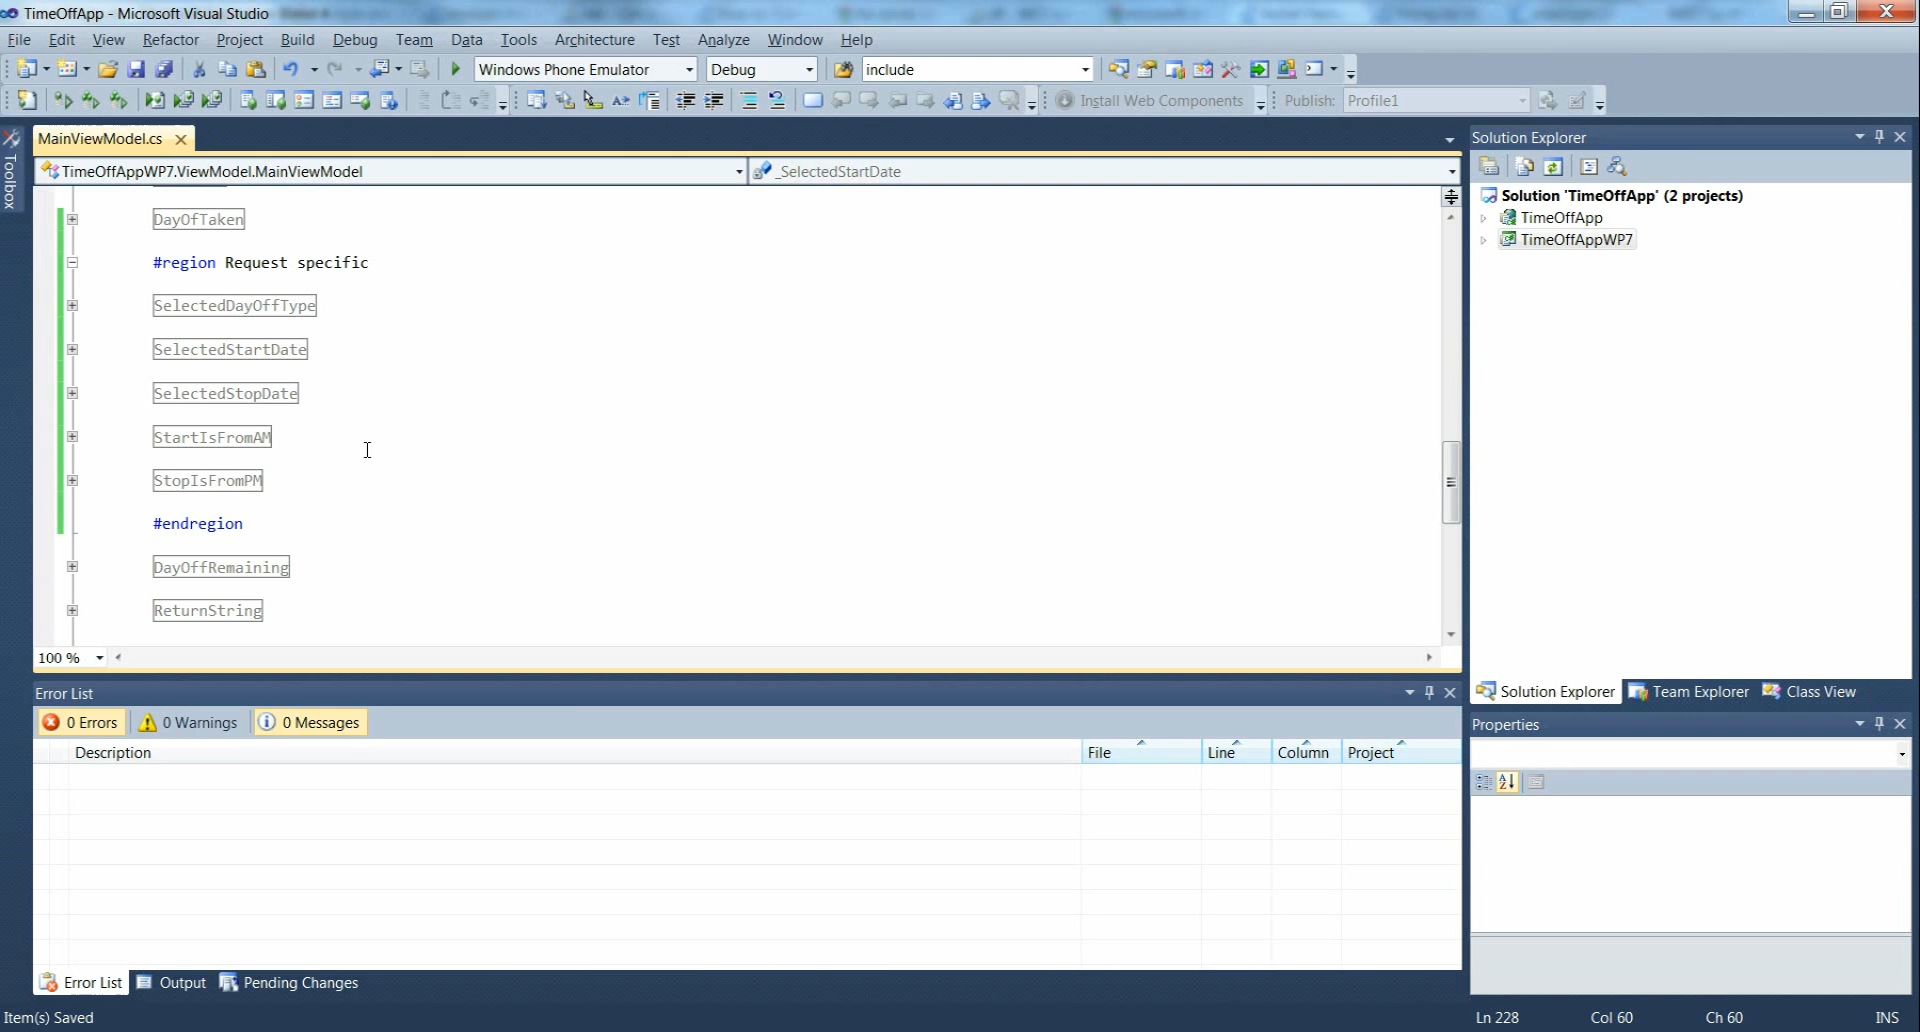 TimeOffApp - Microsoft Visual Studio
File Edit View Refactor Project Build Debug Team Data Tools Architecture Test Analyze Window Help
Windows Phone Emulator Debug include
Install Web Components Publish: Profile1
Toolbox
MainViewModel.cs
TimeOffAppWP7.ViewModel.MainViewModel _SelectedStartDate
DayOfTaken
#region Request specific
SelectedDayOffType
SelectedStartDate
SelectedStopDate
StartIsFromAM
StopIsFromPM
#endregion
DayOffRemaining
ReturnString
100 %
Solution Explorer
Solution 'TimeOffApp' (2 projects)
TimeOffApp
TimeOffAppWP7
Solution Explorer Team Explorer Class View
Properties
Error List
0 Errors 0 Warnings 0 Messages
Description File Line Column Project
Error List Output Pending Changes
Item(s) Saved Ln 228 Col 60 Ch 60 INS